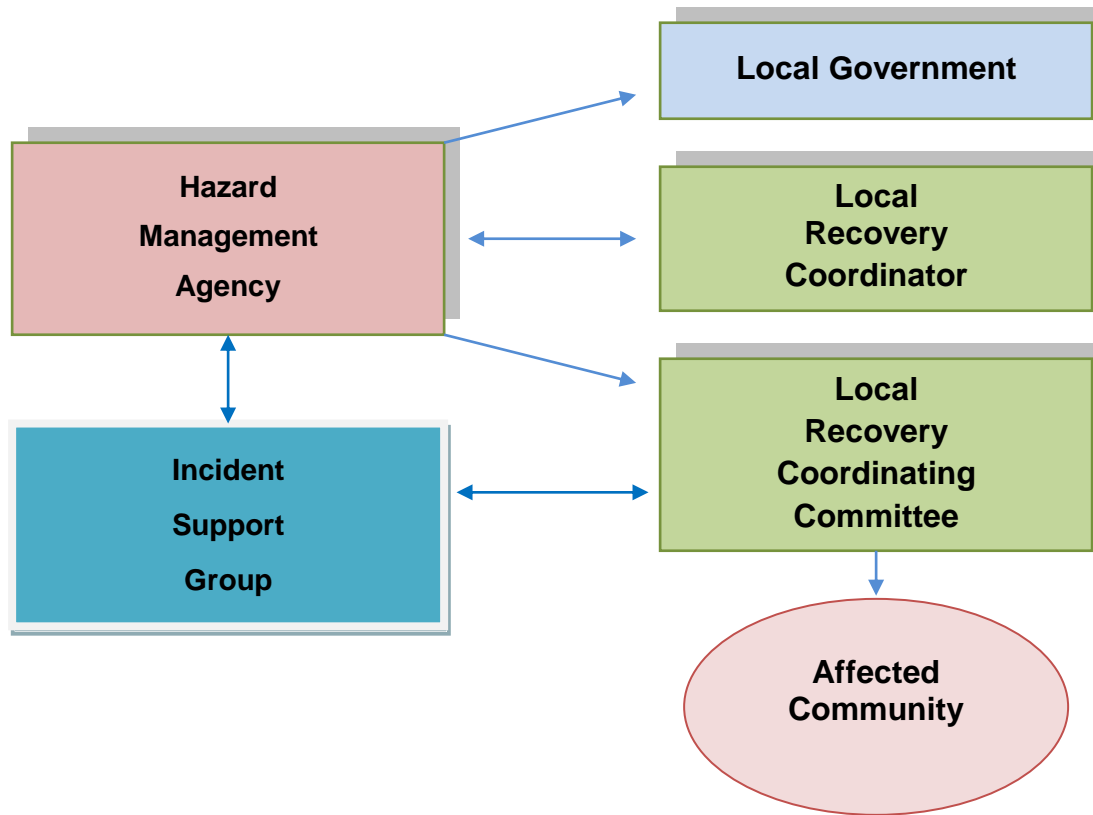 Local Government
Hazard
Management
Agency
Local
Recovery
Coordinator
Local
Recovery
Coordinating
Committee
Incident
Support
Group
Affected
Community